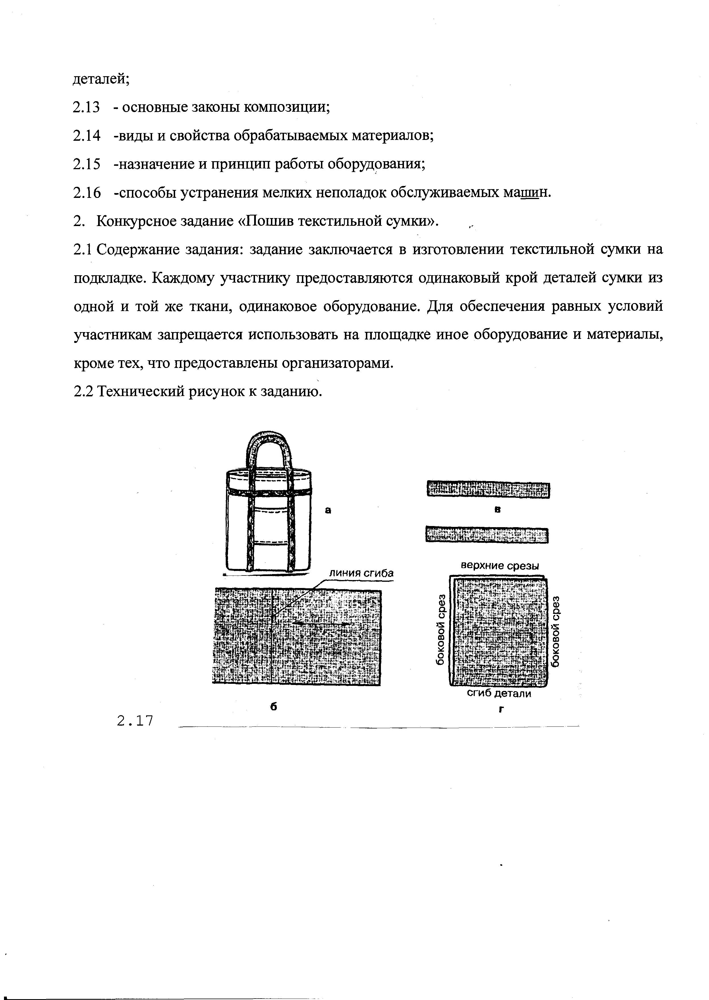 деталей;
2.13 - основные законы композиции;
2.14 -виды и свойства обрабатываемых материалов;
2.15 -назначение и принцип работы оборудования;
2.16 -способы устранения мелких неполадок обслуживаемых машин.
2. Конкурсное задание «Пошив текстильной сумки».
2.1 Содержание задания: задание заключается в изготовлении текстильной сумки на
подкладке. Каждому участнику предоставляются одинаковый крой деталей сумки из
одной и той же ткани, одинаковое оборудование. Для обеспечения равных условий
участникам запрещается использовать на площадке иное оборудование и материалы,
кроме тех, что предоставлены организаторами.
2.2 Технический рисунок к заданию.
а
в
линия сгиба
верхние срезы
боковой срез
боковой срез
сгиб детали
б
г
2.17